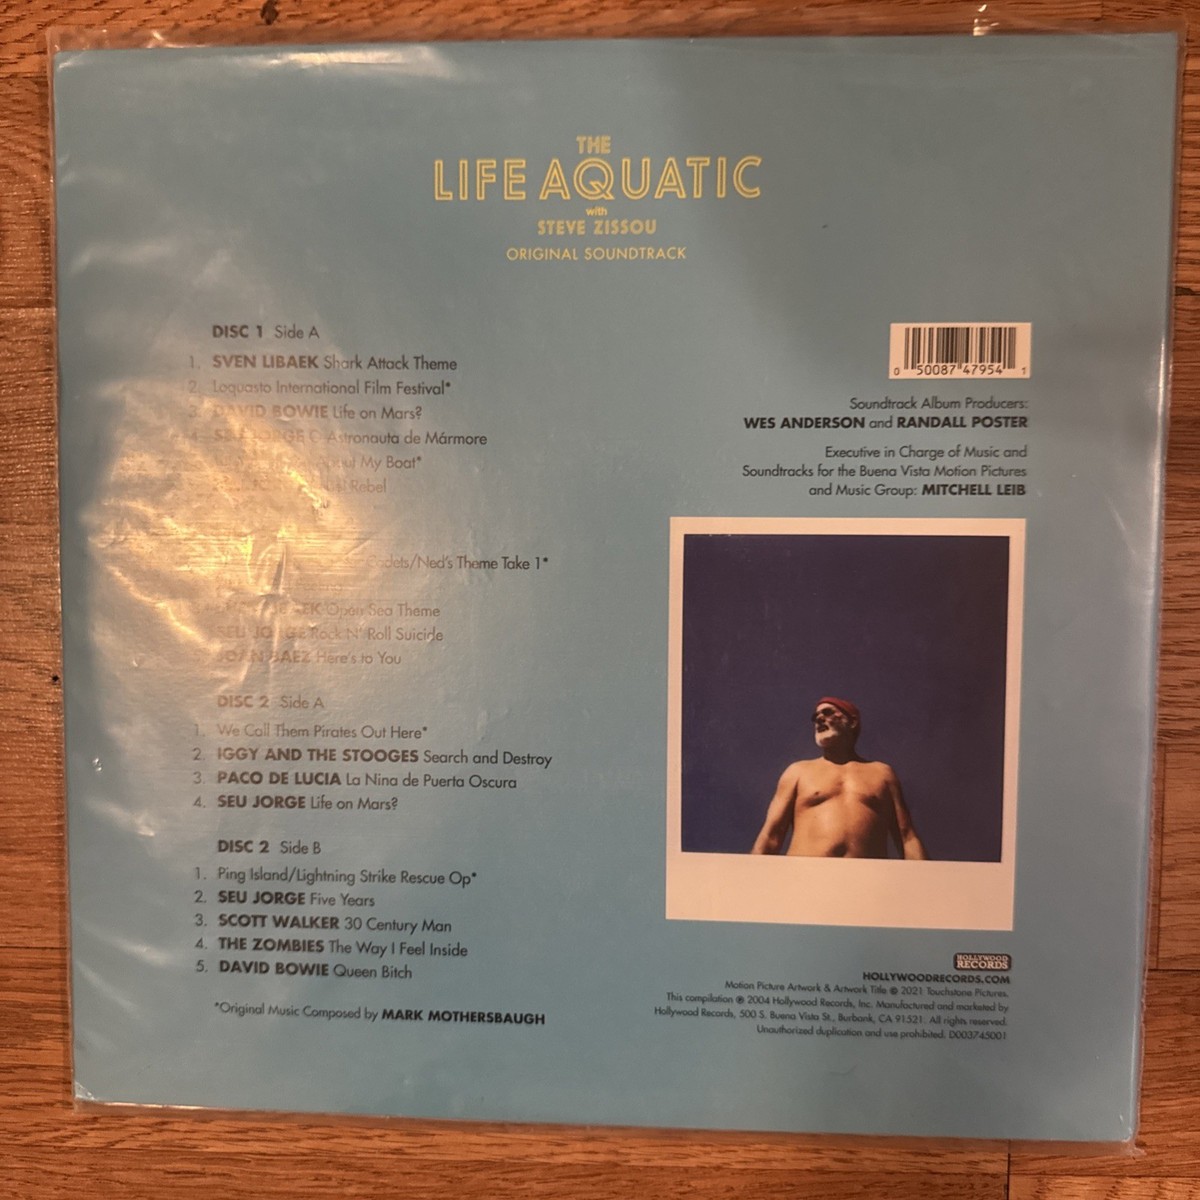 THE
LIFE AQUATIC
with
STEVE ZISSOU
ORIGINAL SOUNDTRACK
DISC 1 Side A
1. SVEN LIBAEK Shark Attack Theme
2. Loquasto International Film Festival*
3. DAVID BOWIE Life on Mars?
4. SEU JORGE O Astronauta de Mármore
My Boat*
Rebel
Cadets/Ned's Theme Take 1*
Open Sea Theme
SEU JORGE Rock N' Roll Suicide
JOAN BAEZ Here's to You
DISC 2 Side A
1. We Call Them Pirates Out Here*
2. IGGY AND THE STOOGES Search and Destroy
3. PACO DE LUCIA La Nina de Puerta Oscura
4. SEU JORGE Life on Mars?
DISC 2 Side B
1. Ping Island/Lightning Strike Rescue Op*
2. SEU JORGE Five Years
3. SCOTT WALKER 30 Century Man
4. THE ZOMBIES The Way I Feel Inside
5. DAVID BOWIE Queen Bitch
*Original Music Composed by MARK MOTHERSBAUGH
0 50087 47954 1
Soundtrack Album Producers:
WES ANDERSON and RANDALL POSTER
Executive in Charge of Music and
Soundtracks for the Buena Vista Motion Pictures
and Music Group: MITCHELL LEIB
HOLLYWOOD
RECORDS
HOLLYWOODRECORDS.COM
Motion Picture Artwork & Artwork Title © 2021 Touchstone Pictures.
This compilation ℗ 2004 Hollywood Records, Inc. Manufactured and marketed by
Hollywood Records, 500 S. Buena Vista St., Burbank, CA 91521. All rights reserved.
Unauthorized duplication and use prohibited. D003745001